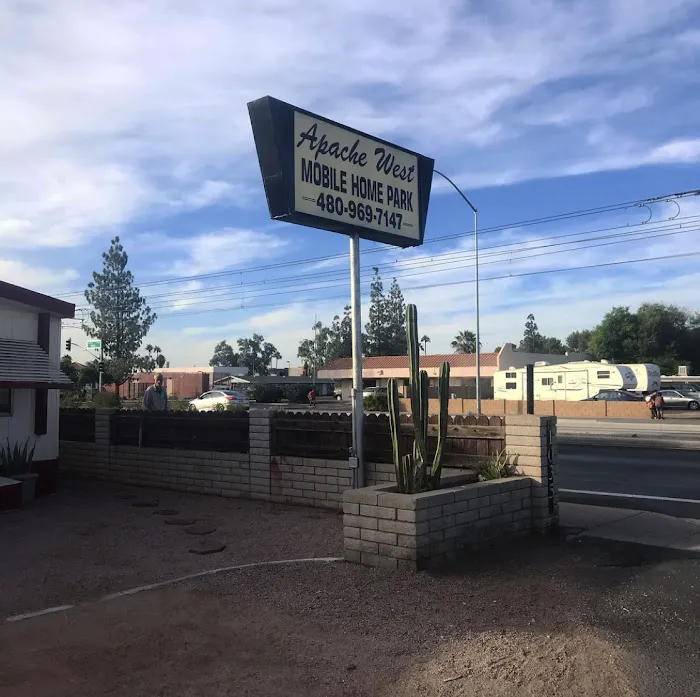 Apache West
MOBILE HOME PARK
480-969-7147